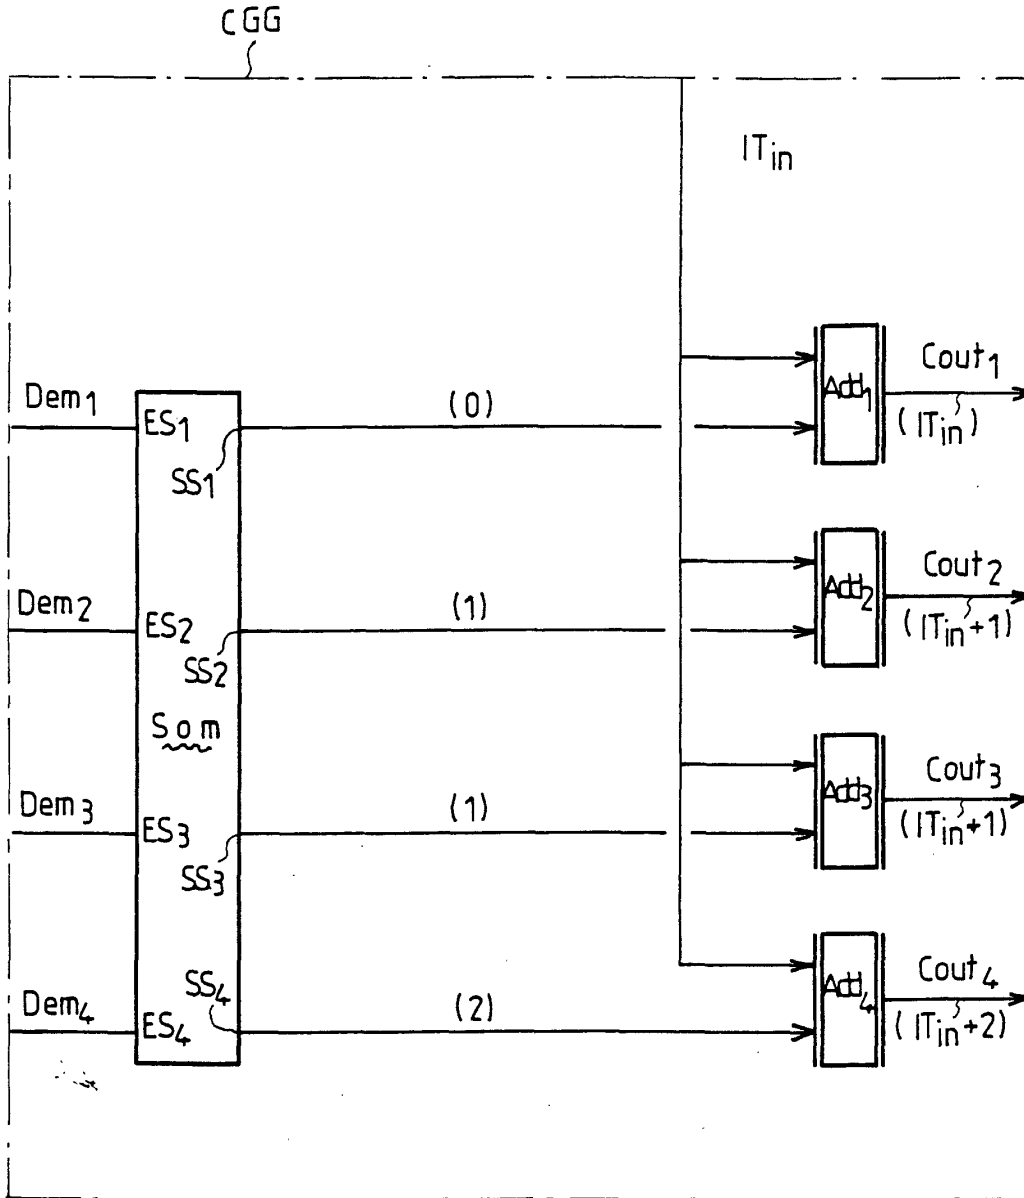 CGG
ITin
Dem1
ES1
SS1
(0)
Add1
Cout1
(ITin)
Dem2
ES2
SS2
(1)
Add2
Cout2
(ITin+1)
Som
Dem3
ES3
SS3
(1)
Add3
Cout3
(ITin+1)
Dem4
SS4
ES4
(2)
Add4
Cout4
(ITin+2)